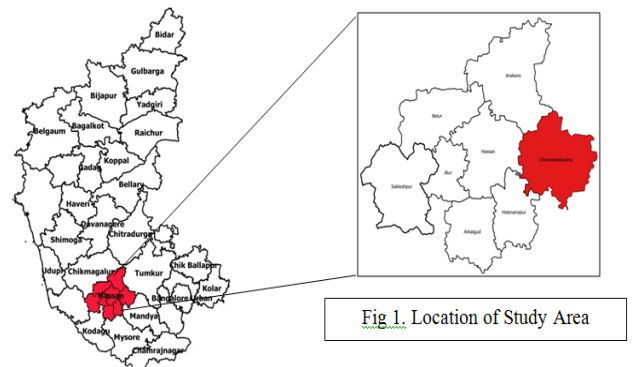 Bidar
Gulbarga
Bijapur
Yadgiri
Bagalkot
Belgaum
Raichur
Koppal
Gadag
Bellary
Haveri
Davanagere
Chitradurga
Shimoga
Udupi
Chikmagalur
Tumkur
Chik Ballapur
Kolar
Hassan
Bangalore Urban
Mandya
Kodagu
Mysore
Chamrajnagar
Arsikere
Belur
Hassan
Channarayapatna
Alur
Sakleshpur
Holenarsipur
Arkalgud
Fig 1. Location of Study Area